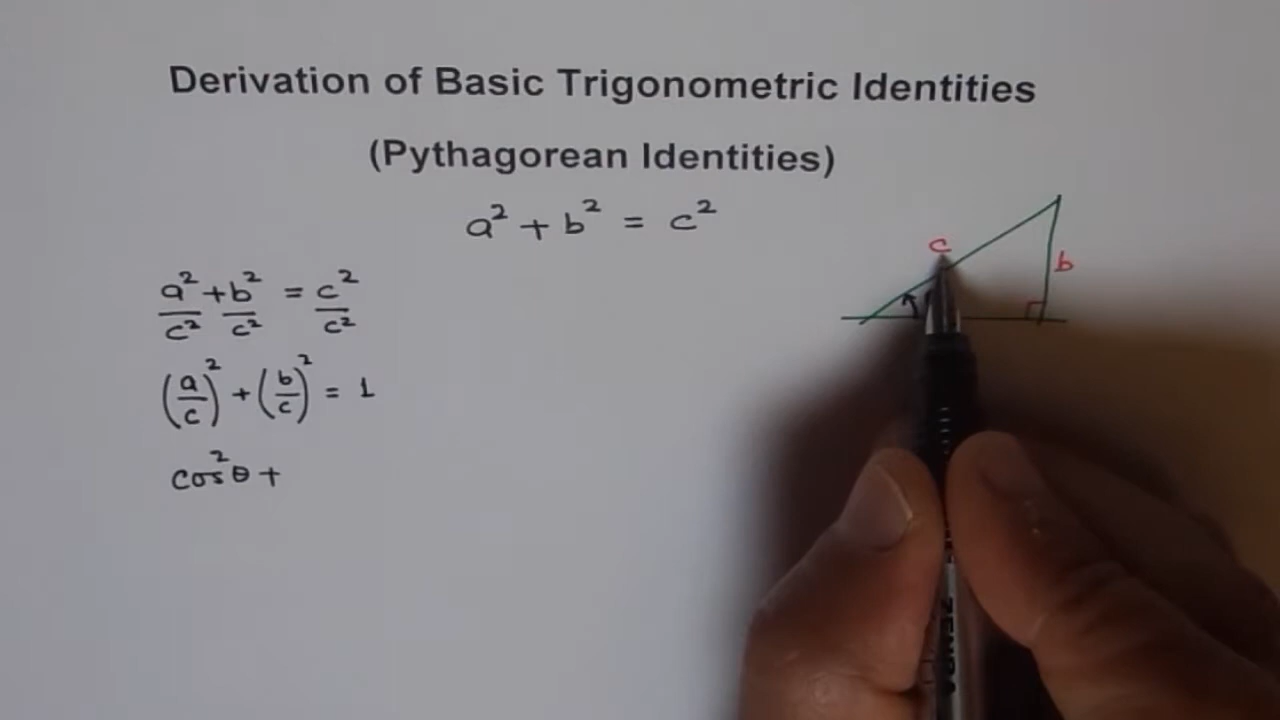 Derivation of Basic Trigonometric Identities
(Pythagorean Identities)
a² + b² = c²
c
b
a²/c² + b²/c² = c²/c²
(a/c)² + (b/c)² = 1
cos²θ +